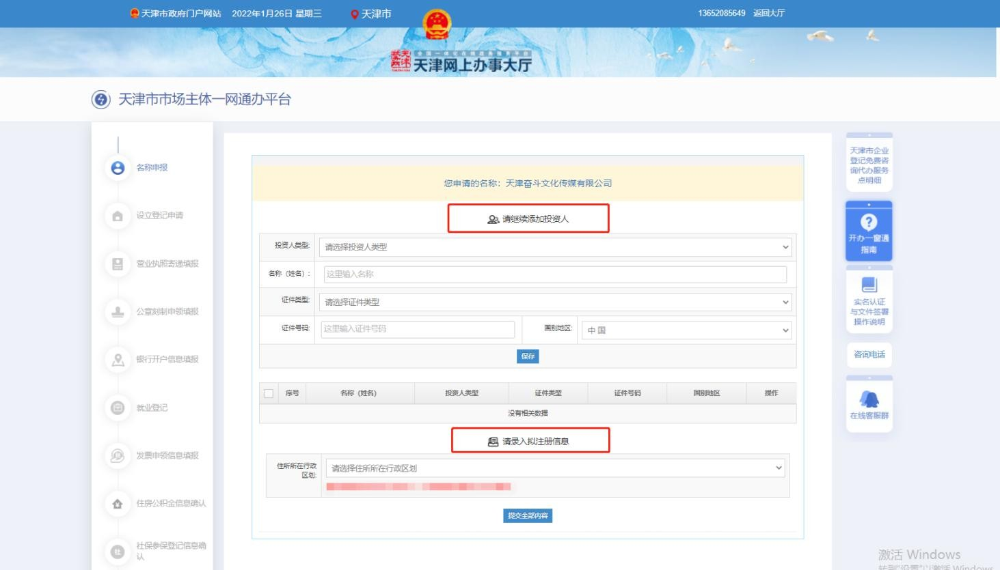 天津市政府门户网站 2022年1月26日 星期三 天津市 13652085649 返回大厅
全国一体化在线政务服务平台
天津网上办事大厅
天津市市场主体一网通办平台
名称申报
设立登记申请
营业执照寄递填报
公章刻制申领填报
银行开户信息填报
就业登记
发票申领信息填报
住房公积金信息确认
社保参保登记信息确
认
您申请的名称：天津奋斗文化传媒有限公司
请继续添加投资人
投资人类型: 请选择投资人类型
名称（姓名）: 这里输入名称
证件类型: 请选择证件类型
证件号码: 这里输入证件号码 国别地区: 中国
保存
序号 名称（姓名） 投资人类型 证件类型 证件号码 国别地区 操作
没有相关数据
请录入拟注册信息
住所所在行政
区划: 请选择住所所在行政区划
提交全部内容
天津市企业
登记免费咨
询代办服务
点明细
开办一窗通
指南
实名认证
与文件签署
操作说明
咨询电话
在线客服群
激活 Windows
转到"设置"以激活 Windows